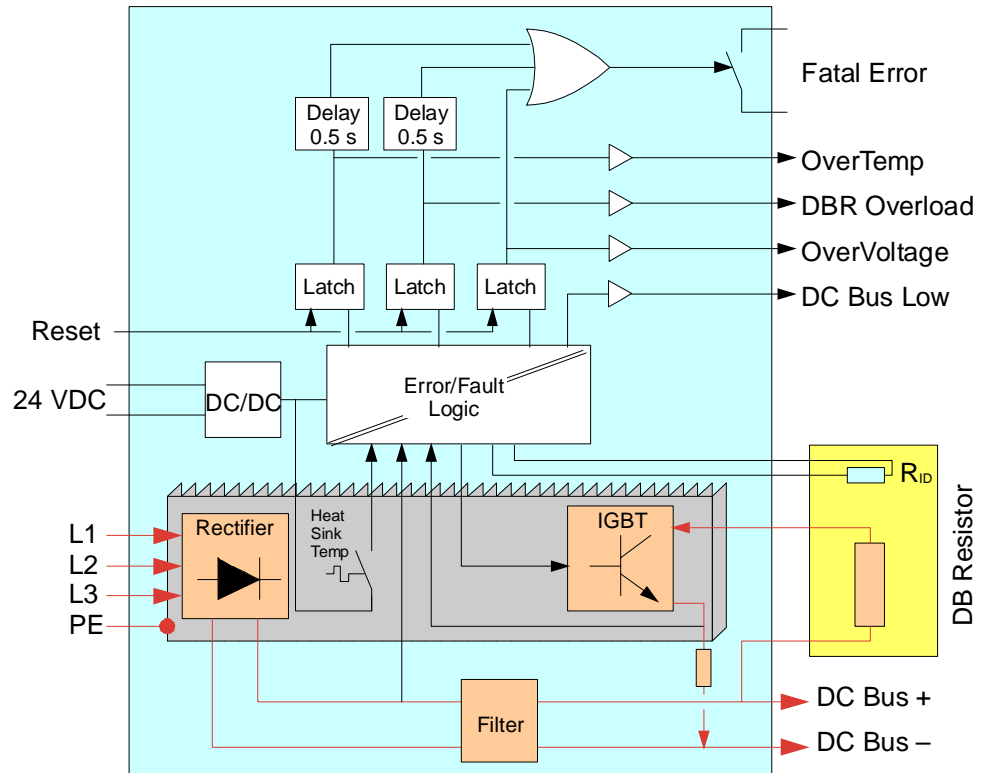 Delay
0.5 s
Delay
0.5 s
Fatal Error
OverTemp
DBR Overload
OverVoltage
DC Bus Low
Latch
Latch
Latch
Reset
24 VDC
DC/DC
Error/Fault
Logic
RID
DB Resistor
L1
L2
L3
PE
Rectifier
Heat
Sink
Temp
IGBT
Filter
DC Bus +
DC Bus –